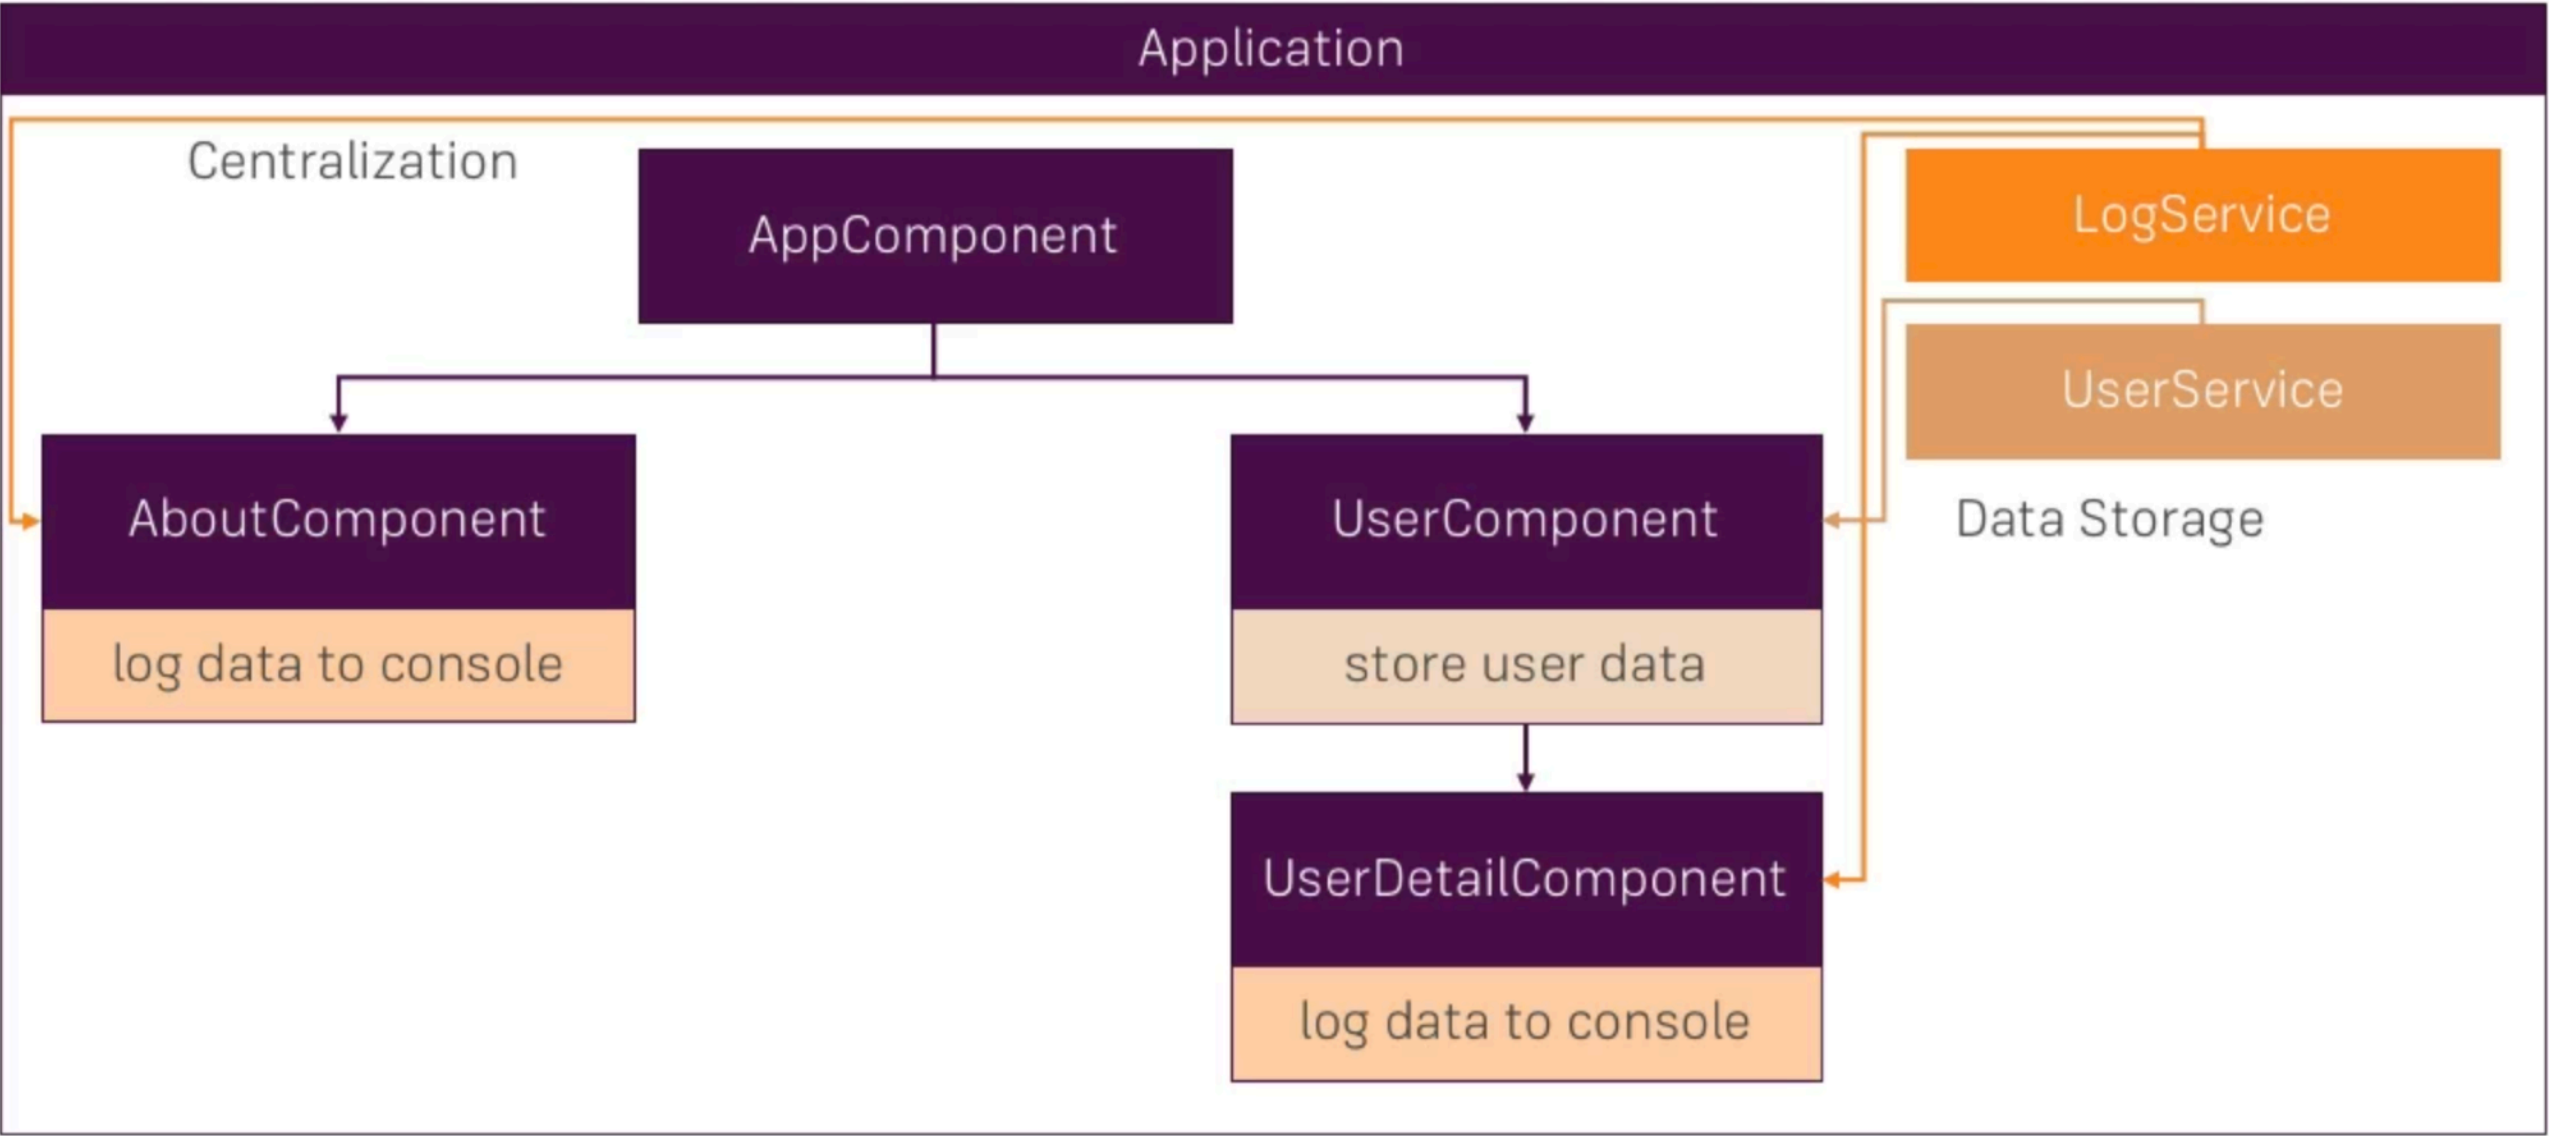 Application
Centralization
AppComponent
LogService
UserService
AboutComponent
UserComponent
Data Storage
log data to console
store user data
UserDetailComponent
log data to console